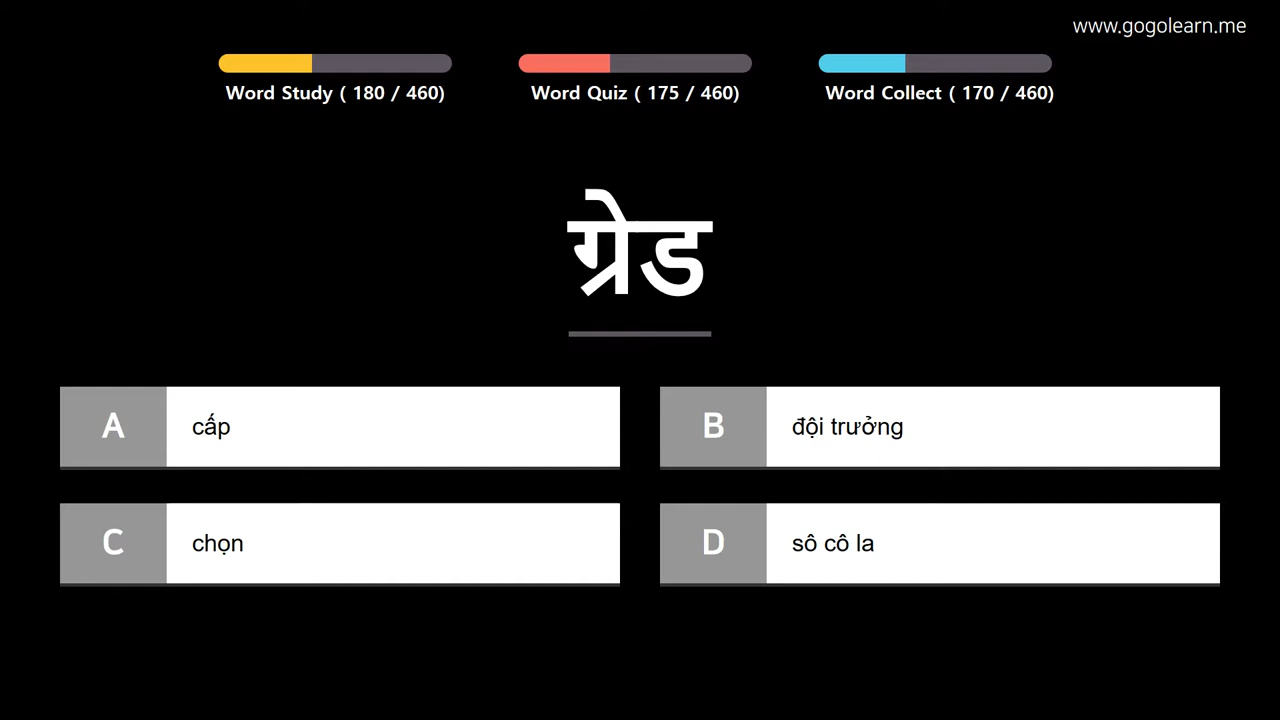 www.gogolearn.me
Word Study ( 180 / 460)
Word Quiz ( 175 / 460)
Word Collect ( 170 / 460)
ग्रेड
A
cấp
B
đội trưởng
C
chọn
D
sô cô la